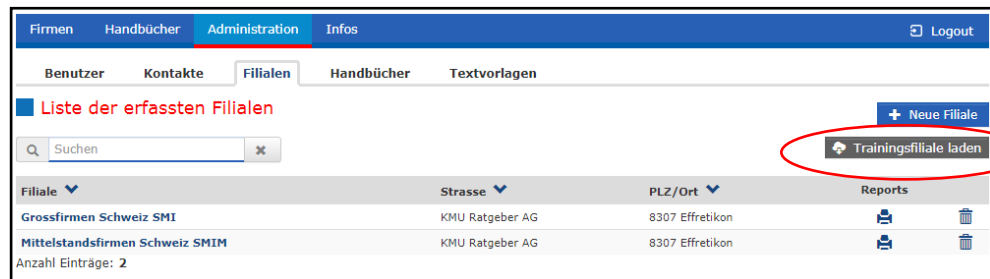 Firmen Handbücher Administration Infos Logout
Benutzer Kontakte Filialen Handbücher Textvorlagen
Liste der erfassten Filialen
+ Neue Filiale
Suchen
Trainingsfiliale laden
Filiale Strasse PLZ/Ort Reports
Grossfirmen Schweiz SMI KMU Ratgeber AG 8307 Effretikon
Mittelstandsfirmen Schweiz SMIM KMU Ratgeber AG 8307 Effretikon
Anzahl Einträge: 2